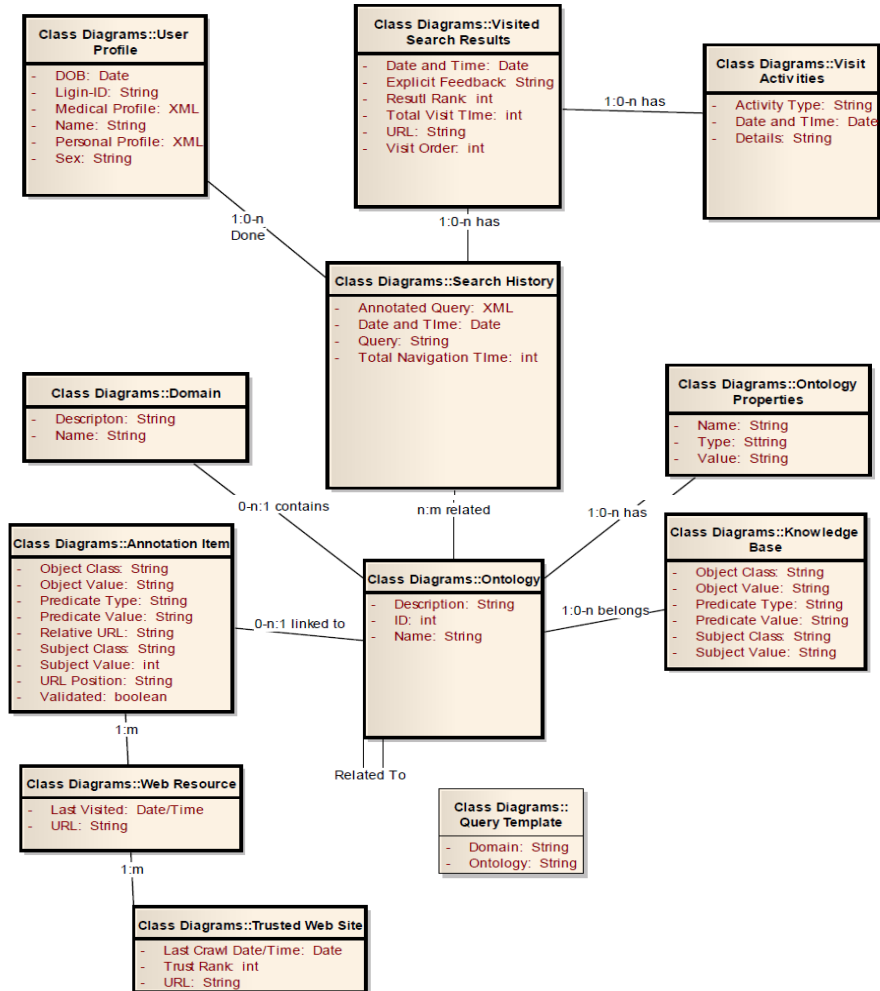 Class Diagrams::User
Profile
- DOB: Date
- Ligin-ID: String
- Medical Profile: XML
- Name: String
- Personal Profile: XML
- Sex: String
Class Diagrams::Visited
Search Results
- Date and Time: Date
- Explicit Feedback: String
- Resutl Rank: int
- Total Visit TIme: int
- URL: String
- Visit Order: int
Class Diagrams::Visit
Activities
- Activity Type: String
- Date and TIme: Date
- Details: String
1:0-n has
1:0-n
Done
1:0-n has
Class Diagrams::Search History
- Annotated Query: XML
- Date and TIme: Date
- Query: String
- Total Navigation TIme: int
Class Diagrams::Domain
- Descripton: String
- Name: String
Class Diagrams::Ontology
Properties
- Name: String
- Type: Sttring
- Value: String
0-n:1 contains
n:m related
1:0-n has
Class Diagrams::Annotation Item
- Object Class: String
- Object Value: String
- Predicate Type: String
- Predicate Value: String
- Relative URL: String
- Subject Class: String
- Subject Value: int
- URL Position: String
- Validated: boolean
0-n:1 linked to
Class Diagrams::Ontology
- Description: String
- ID: int
- Name: String
1:0-n belongs
Class Diagrams::Knowledge
Base
- Object Class: String
- Object Value: String
- Predicate Type: String
- Predicate Value: String
- Subject Class: String
- Subject Value: String
1:m
Related To
Class Diagrams::Web Resource
- Last Visited: Date/Time
- URL: String
Class Diagrams::
Query Template
- Domain: String
- Ontology: String
1:m
Class Diagrams::Trusted Web Site
- Last Crawl Date/Time: Date
- Trust Rank: int
- URL: String